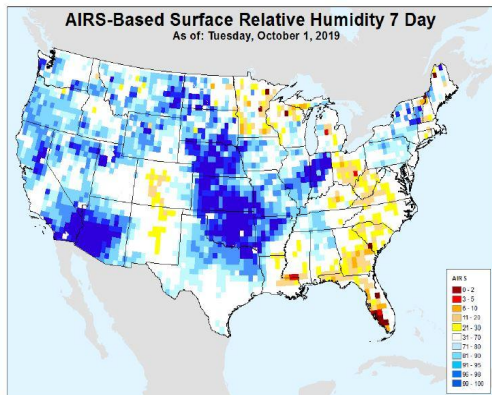 AIRS-Based Surface Relative Humidity 7 Day
As of: Tuesday, October 1, 2019
AIRS
0 - 2
3 - 5
6 - 10
11 - 20
21 - 30
31 - 70
71 - 80
81 - 90
91 - 95
96 - 98
99 - 100